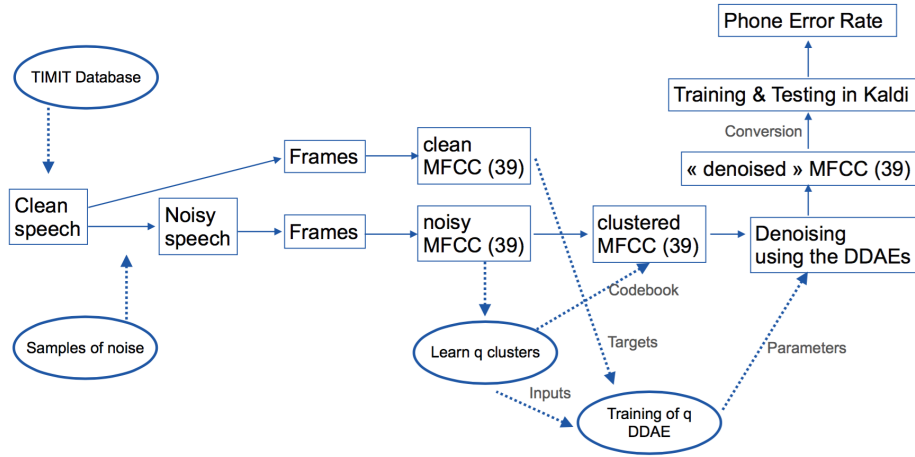 Phone Error Rate
TIMIT Database
Training & Testing in Kaldi
Conversion
Frames
clean
MFCC (39)
« denoised » MFCC (39)
Clean
speech
Noisy
speech
Frames
noisy
MFCC (39)
clustered
MFCC (39)
Denoising
using the DDAEs
Codebook
Samples of noise
Learn q clusters
Targets
Parameters
Inputs
Training of q
DDAE